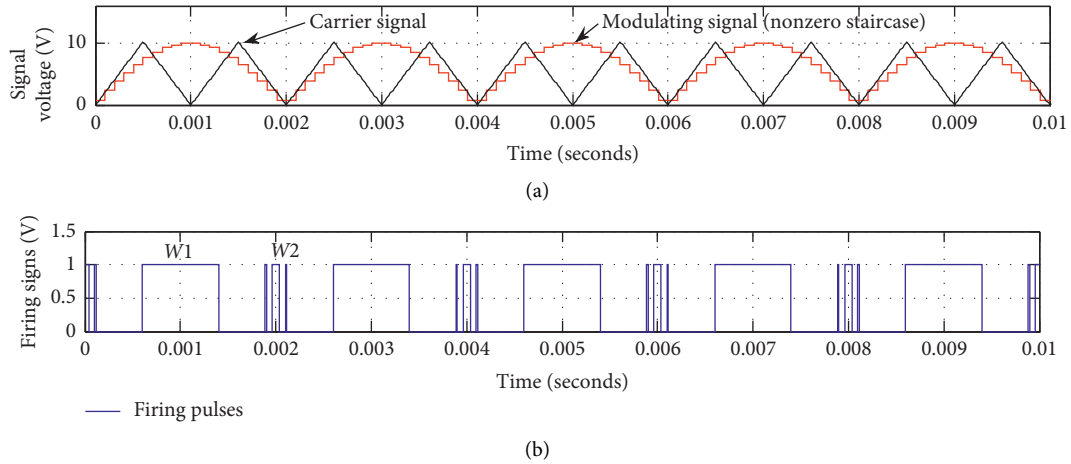 Carrier signal
Modulating signal (nonzero staircase)
Signal
voltage (V)
10
0
0 0.001 0.002 0.003 0.004 0.005 0.006 0.007 0.008 0.009 0.01
Time (seconds)
(a)
Firing signs (V)
1.5
1
0.5
0
W1 W2
0 0.001 0.002 0.003 0.004 0.005 0.006 0.007 0.008 0.009 0.01
Time (seconds)
Firing pulses
(b)